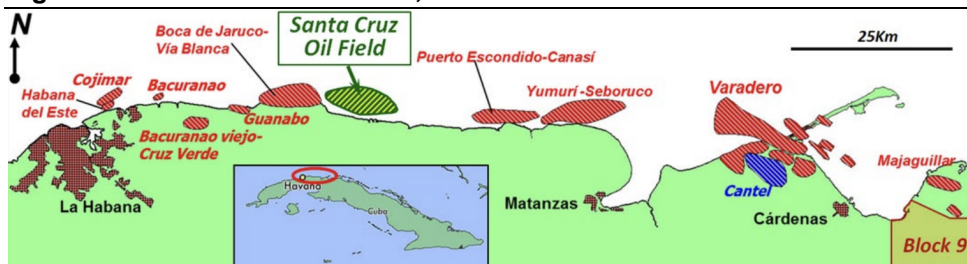 N
Boca de Jaruco-
Vía Blanca
Santa Cruz
Oil Field
25Km
Puerto Escondido-Canasí
Cojimar
Bacuranao
Habana
del Este
Yumurí-Seboruco
Varadero
Guanabo
Bacuranao viejo-
Cruz Verde
Majaguillar
Havana
Cuba
La Habana
Matanzas
Cantel
Cárdenas
Block 9